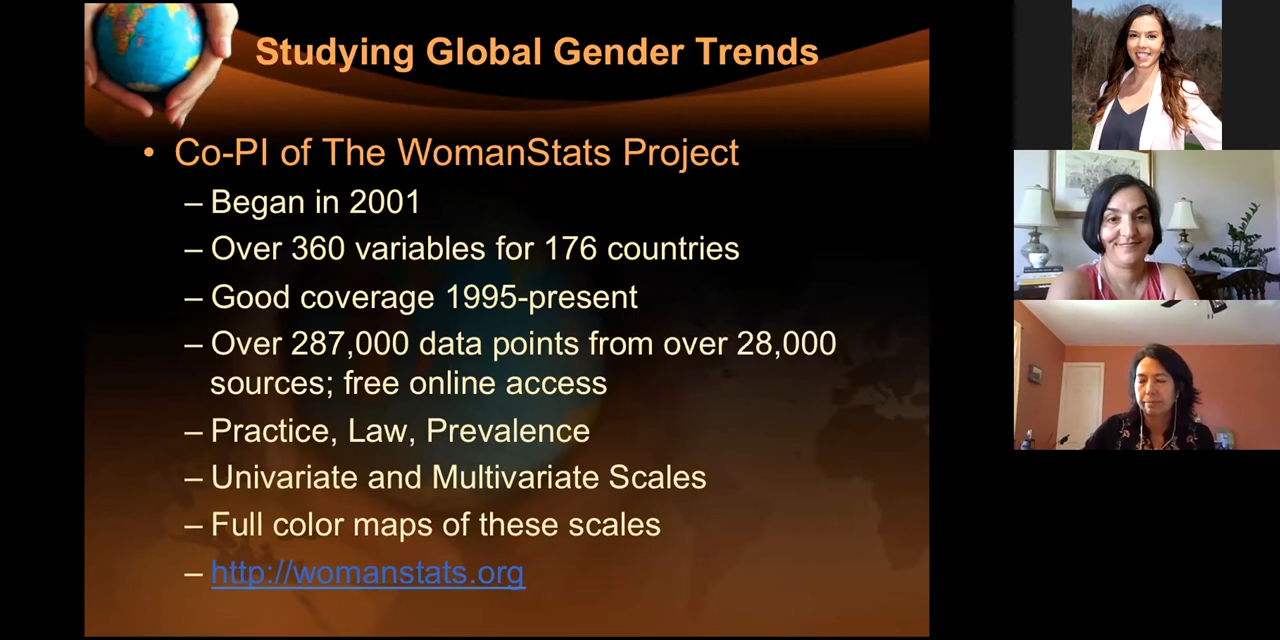 Studying Global Gender Trends
• Co-PI of The WomanStats Project
– Began in 2001
– Over 360 variables for 176 countries
– Good coverage 1995-present
– Over 287,000 data points from over 28,000
sources; free online access
– Practice, Law, Prevalence
– Univariate and Multivariate Scales
– Full color maps of these scales
– http://womanstats.org